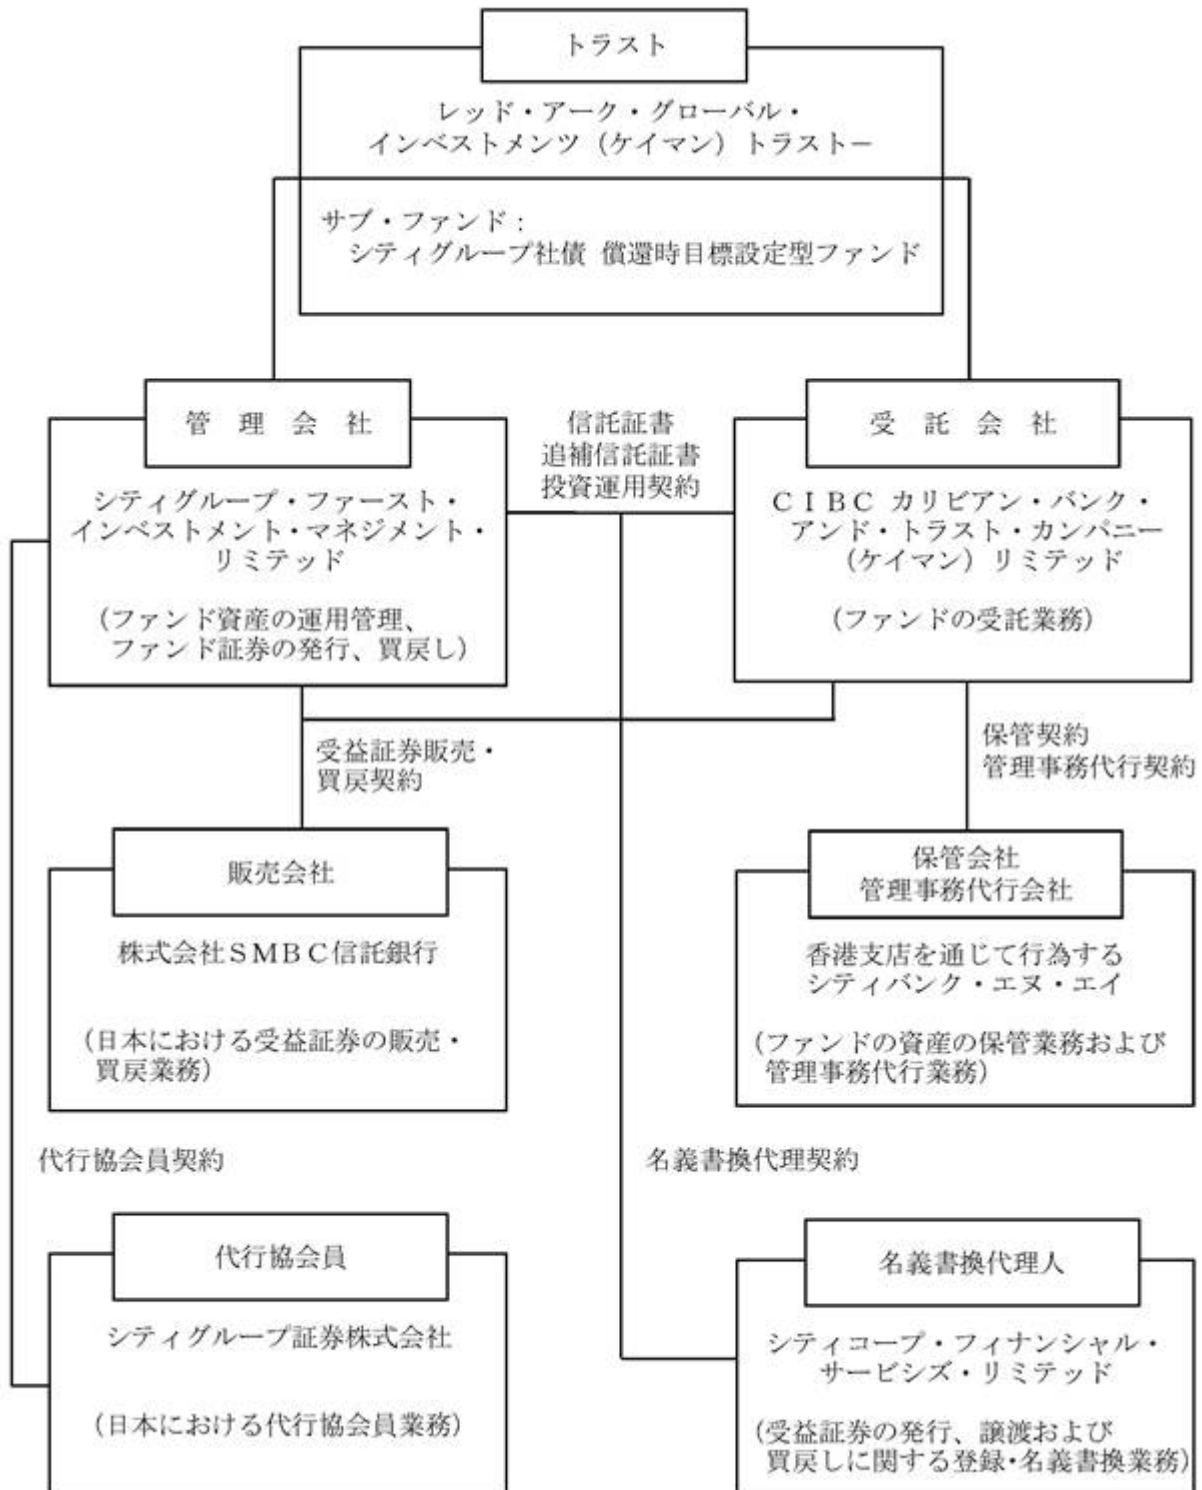 トラスト
レッド・アーク・グローバル・
インベストメンツ（ケイマン）トラストー
サブ・ファンド：
シティグループ社債 償還時目標設定型ファンド
管 理 会 社
シティグループ・ファースト・
インベストメント・マネジメント・
リミテッド
（ファンド資産の運用管理、
ファンド証券の発行、買戻し）
信託証書
追補信託証書
投資運用契約
受 託 会 社
ＣＩＢＣ カリビアン・バンク・
アンド・トラスト・カンパニー
（ケイマン）リミテッド
（ファンドの受託業務）
受益証券販売・
買戻契約
保管契約
管理事務代行契約
販売会社
株式会社ＳＭＢＣ信託銀行
（日本における受益証券の販売・
買戻業務）
保管会社
管理事務代行会社
香港支店を通じて行為する
シティバンク・エヌ・エイ
（ファンドの資産の保管業務および
管理事務代行業務）
代行協会員契約
名義書換代理契約
代行協会員
シティグループ証券株式会社
（日本における代行協会員業務）
名義書換代理人
シティコープ・フィナンシャル・
サービシズ・リミテッド
（受益証券の発行、譲渡および
買戻しに関する登録・名義書換業務）